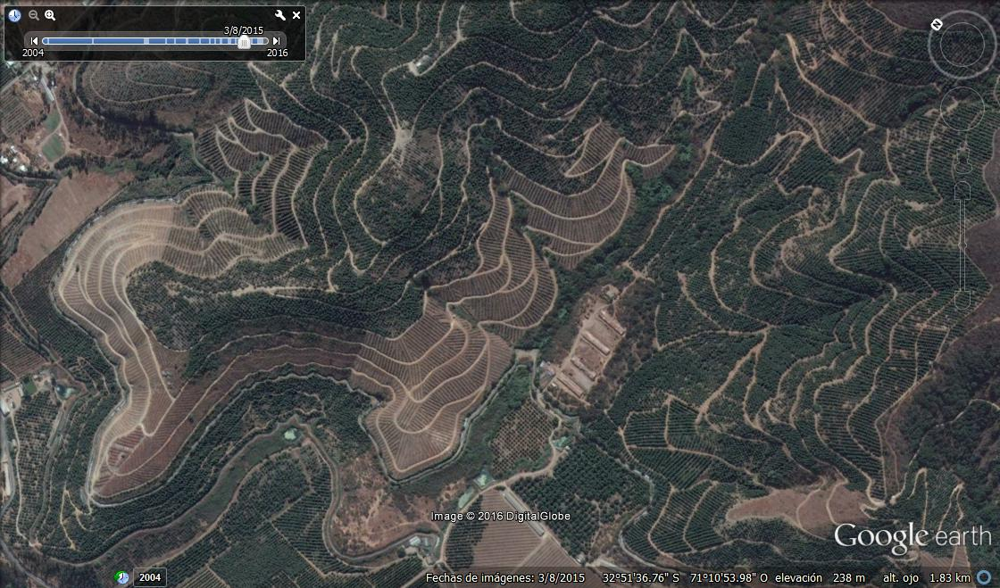 3/8/2015
2004
2016
Image © 2016 DigitalGlobe
Google earth
2004
Fechas de imágenes: 3/8/2015 32°51'36.76" S 71°10'53.98" O elevación 238 m alt. ojo 1.83 km